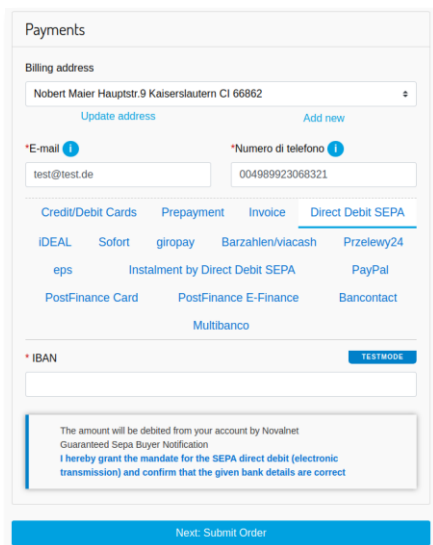 Payments
Billing address
Nobert Maier Hauptstr.9 Kaiserslautern CI 66862
Update address Add new
*E-mail i *Numero di telefono i
test@test.de 004989923068321
Credit/Debit Cards Prepayment Invoice Direct Debit SEPA
iDEAL Sofort giropay Barzahlen/viacash Przelewy24
eps Instalment by Direct Debit SEPA PayPal
PostFinance Card PostFinance E-Finance Bancontact
Multibanco
* IBAN TESTMODE
The amount will be debited from your account by Novalnet
Guaranteed Sepa Buyer Notification
I hereby grant the mandate for the SEPA direct debit (electronic
transmission) and confirm that the given bank details are correct
Next: Submit Order